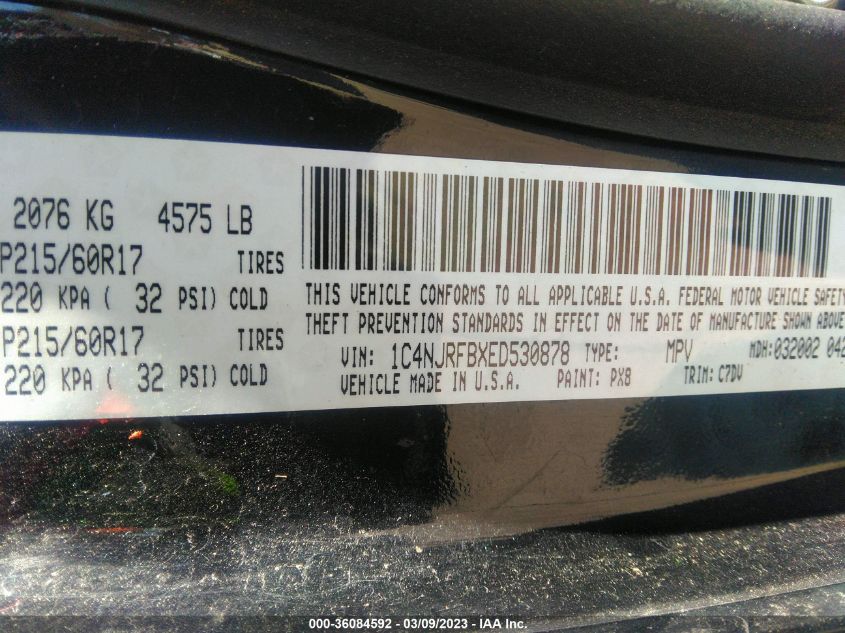 2076 KG 4575 LB
P215/60R17 TIRES
220 KPA ( 32 PSI) COLD
P215/60R17 TIRES
220 KPA ( 32 PSI) COLD
THIS VEHICLE CONFORMS TO ALL APPLICABLE U.S.A. FEDERAL MOTOR VEHICLE SAFETY
THEFT PREVENTION STANDARDS IN EFFECT ON THE DATE OF MANUFACTURE SHOWN ABOVE
VIN: 1C4NJRFBXED530878 TYPE: MPV MDH:032002 042
VEHICLE MADE IN U.S.A. PAINT: PX8 TRIM: C7DV
000-36084592 - 03/09/2023 - IAA Inc.